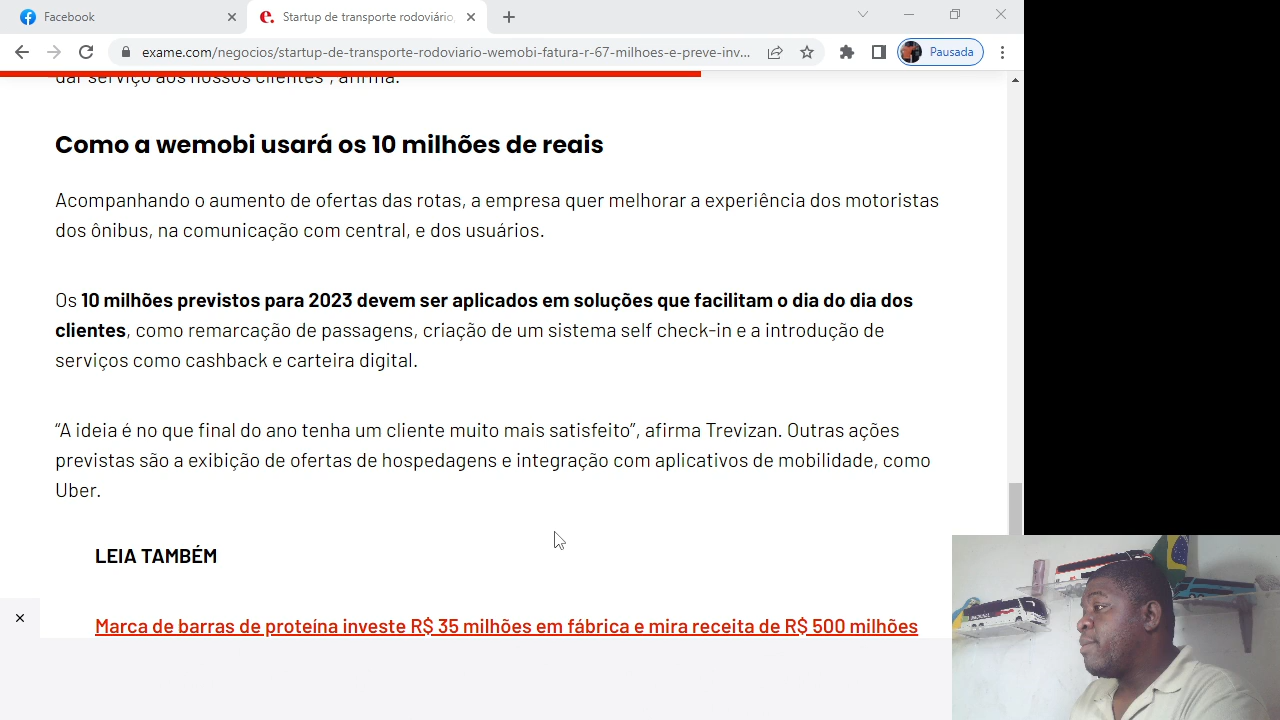 Facebook
Startup de transporte rodoviário,
exame.com/negocios/startup-de-transporte-rodoviario-wemobi-fatura-r-67-milhoes-e-preve-inv...
Pausada
dar serviço aos nossos clientes", afirma.
Como a wemobi usará os 10 milhões de reais
Acompanhando o aumento de ofertas das rotas, a empresa quer melhorar a experiência dos motoristas
dos ônibus, na comunicação com central, e dos usuários.
Os 10 milhões previstos para 2023 devem ser aplicados em soluções que facilitam o dia do dia dos
clientes, como remarcação de passagens, criação de um sistema self check-in e a introdução de
serviços como cashback e carteira digital.
“A ideia é no que final do ano tenha um cliente muito mais satisfeito”, afirma Trevizan. Outras ações
previstas são a exibição de ofertas de hospedagens e integração com aplicativos de mobilidade, como
Uber.
LEIA TAMBÉM
Marca de barras de proteína investe R$ 35 milhões em fábrica e mira receita de R$ 500 milhões